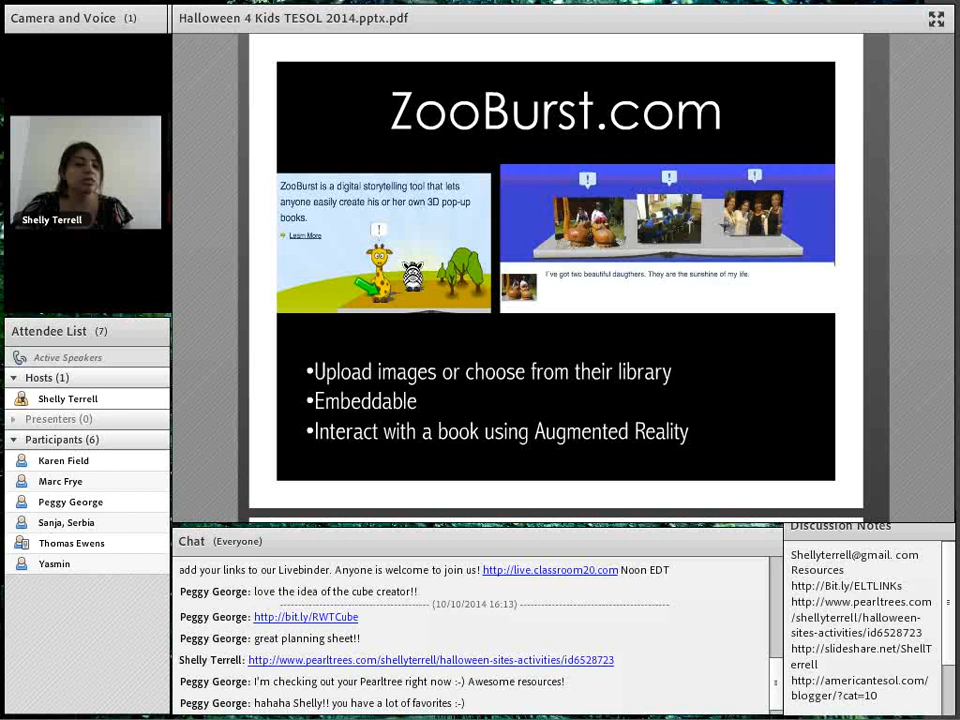 Camera and Voice (1)
Halloween 4 Kids TESOL 2014.pptx.pdf
Shelly Terrell
ZooBurst.com
ZooBurst is a digital storytelling tool that lets
anyone easily create his or her own 3D pop-up
books.
Learn More
!
!
!
!
I've got two beautiful daugthers. They are the sunshine of my life.
•Upload images or choose from their library
•Embeddable
•Interact with a book using Augmented Reality
Attendee List (7)
Active Speakers
Hosts (1)
Shelly Terrell
Presenters (0)
Participants (6)
Karen Field
Marc Frye
Peggy George
Sanja, Serbia
Thomas Ewens
Yasmin
Chat (Everyone)
add your links to our Livebinder. Anyone is welcome to join us! http://live.classroom20.com Noon EDT
Peggy George: love the idea of the cube creator!!
(10/10/2014 16:13)
Peggy George: http://bit.ly/RWTCube
Peggy George: great planning sheet!!
Shelly Terrell: http://www.pearltrees.com/shellyterrell/halloween-sites-activities/id6528723
Peggy George: I'm checking out your Pearltree right now :-) Awesome resources!
Peggy George: hahaha Shelly!! you have a lot of favorites :-)
Discussion Notes
Shellyterrell@gmail. com
Resources
http://Bit.ly/ELTLINKs
http://www.pearltrees.com
/shellyterrell/halloween-
sites-activities/id6528723
http://slideshare.net/ShellT
errell
http://americantesol.com/
blogger/?cat=10